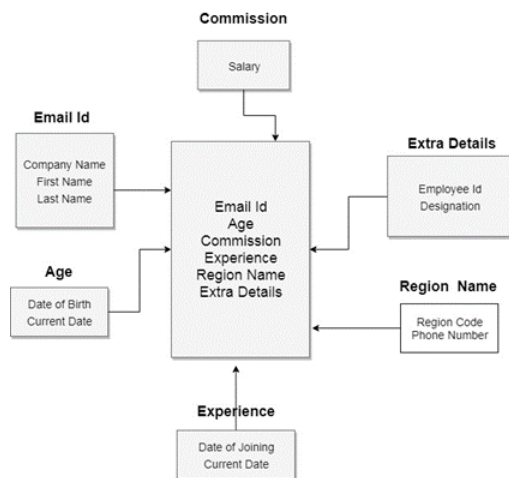 Commission
Salary
Email Id
Company Name
First Name
Last Name
Extra Details
Employee Id
Designation
Email Id
Age
Commission
Experience
Region Name
Extra Details
Age
Date of Birth
Current Date
Region Name
Region Code
Phone Number
Experience
Date of Joining
Current Date